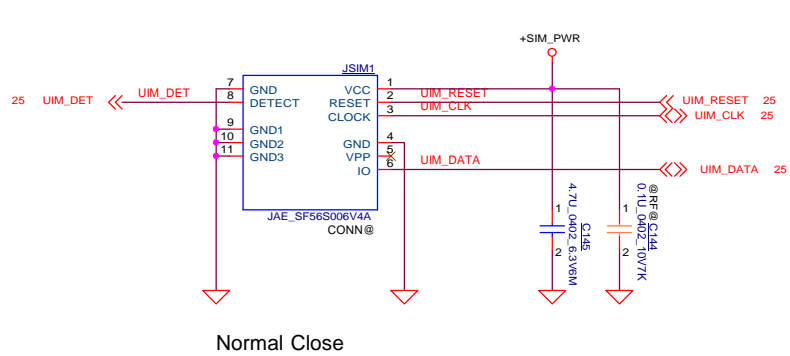 +SIM_PWR
JSIM1
25 UIM_DET
UIM_DET
7
8
9
10
11
GND
DETECT
GND1
GND2
GND3
VCC
RESET
CLOCK
GND
VPP
IO
1
2
3
4
5
6
UIM_RESET
UIM_CLK
UIM_DATA
UIM_RESET 25
UIM_CLK 25
UIM_DATA 25
JAE_SF56S006V4A
CONN@
1
2
C145
4.7U_0402_6.3V6M
1
2
@RF@ C144
0.1U_0402_10V7K
Normal Close